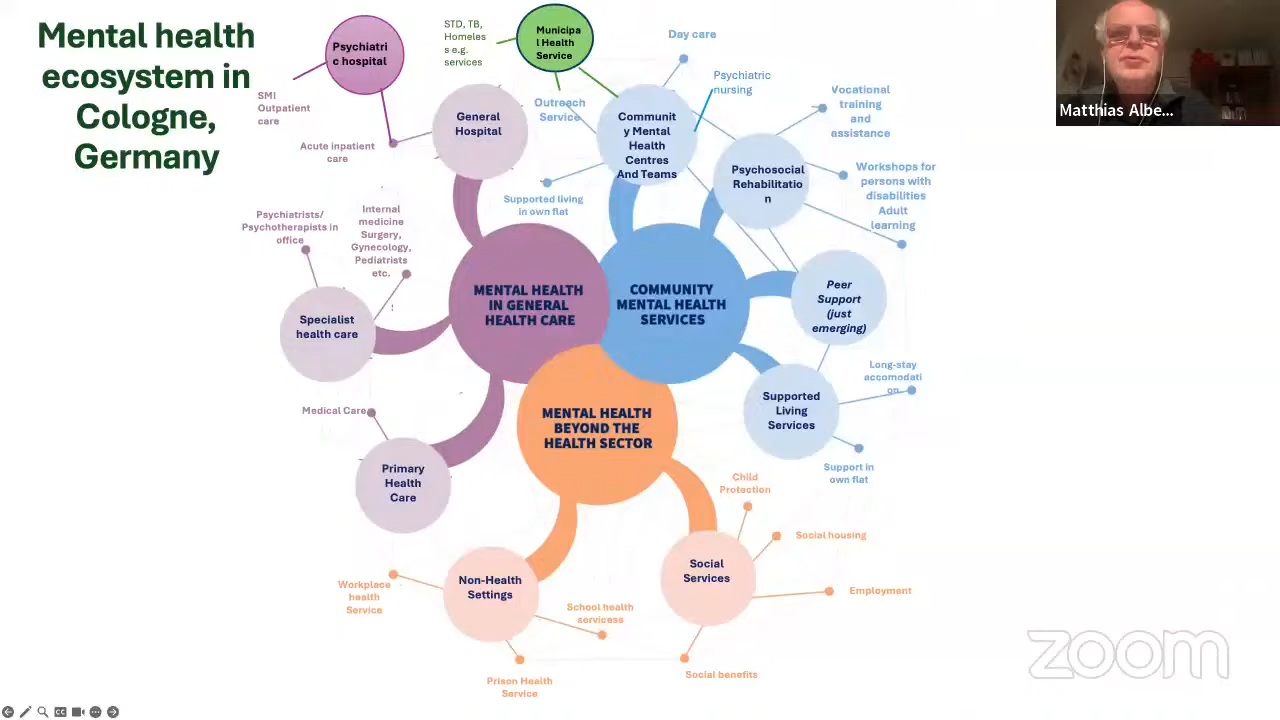 Mental health
ecosystem in
Cologne,
Germany
Psychiatri
c hospital
SMI
Outpatient
care
STD, TB,
Homeles
s e.g.
services
Municipa
l Health
Service
Day care
Psychiatric
nursing
Outreach
Service
General
Hospital
Acute inpatient
care
Communit
y Mental
Health
Centres
And Teams
Vocational
training
and
assistance
Psychosocial
Rehabilitatio
n
Workshops for
persons with
disabilities
Adult
learning
Supported living
in own flat
Psychiatrists/
Psychotherapists in
office
Internal
medicine
Surgery,
Gynecology,
Pediatrists
etc.
MENTAL HEALTH
IN GENERAL
HEALTH CARE
COMMUNITY
MENTAL HEALTH
SERVICES
Peer
Support
(just
emerging)
Specialist
health care
Long-stay
accomodati
on
Supported
Living
Services
Support in
own flat
MENTAL HEALTH
BEYOND THE
HEALTH SECTOR
Medical Care
Primary
Health
Care
Child
Protection
Social housing
Social
Services
Employment
Social benefits
Non-Health
Settings
Workplace
health
Service
School health
servicess
Prison Health
Service
Matthias Albe...
zoom
CC